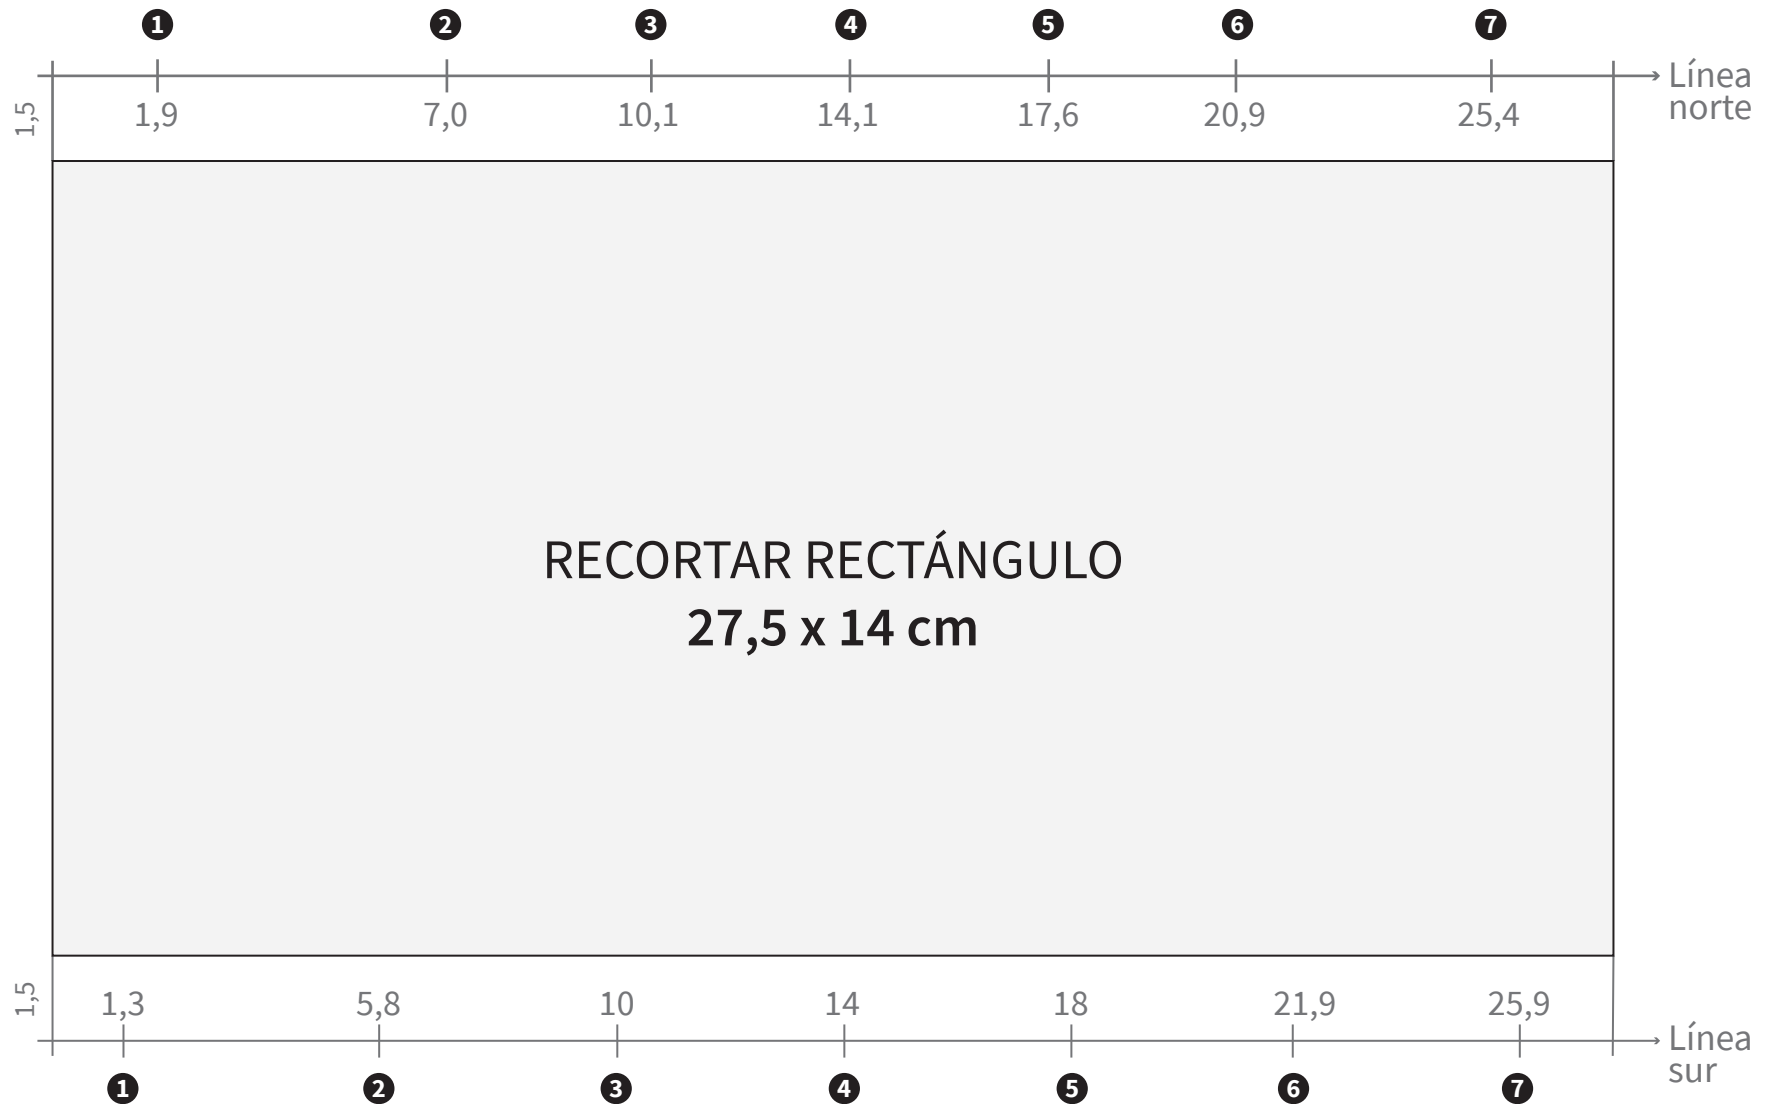 1 2 3 4 5 6 7
Línea
norte
1,5
1,9 7,0 10,1 14,1 17,6 20,9 25,4
RECORTAR RECTÁNGULO
27,5 x 14 cm
1,5
1,3 5,8 10 14 18 21,9 25,9
Línea
sur
1 2 3 4 5 6 7